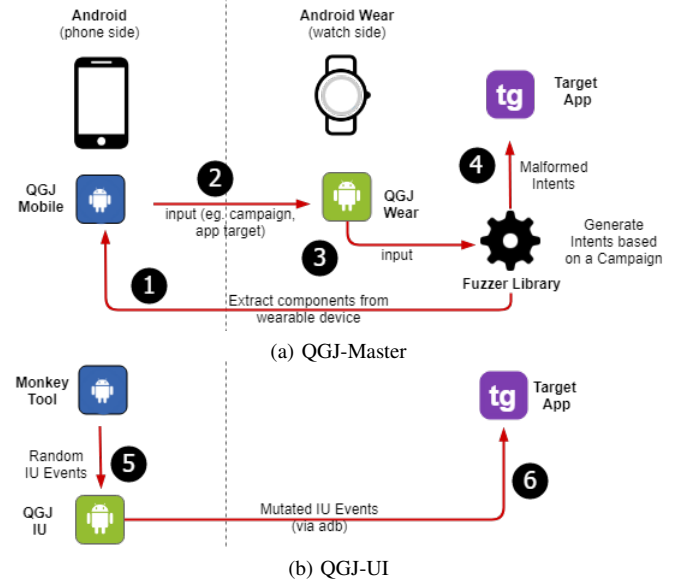 Android
(phone side)
Android Wear
(watch side)
tg
Target
App
4
Malformed
Intents
QGJ
Mobile
2
input (eg. campaign,
app target)
QGJ
Wear
3
input
Generate
Intents based
on a Campaign
Fuzzer Library
1
Extract components from
wearable device
(a) QGJ-Master
Monkey
Tool
tg
Target
App
Random
IU Events
5
6
QGJ
IU
Mutated IU Events
(via adb)
(b) QGJ-UI